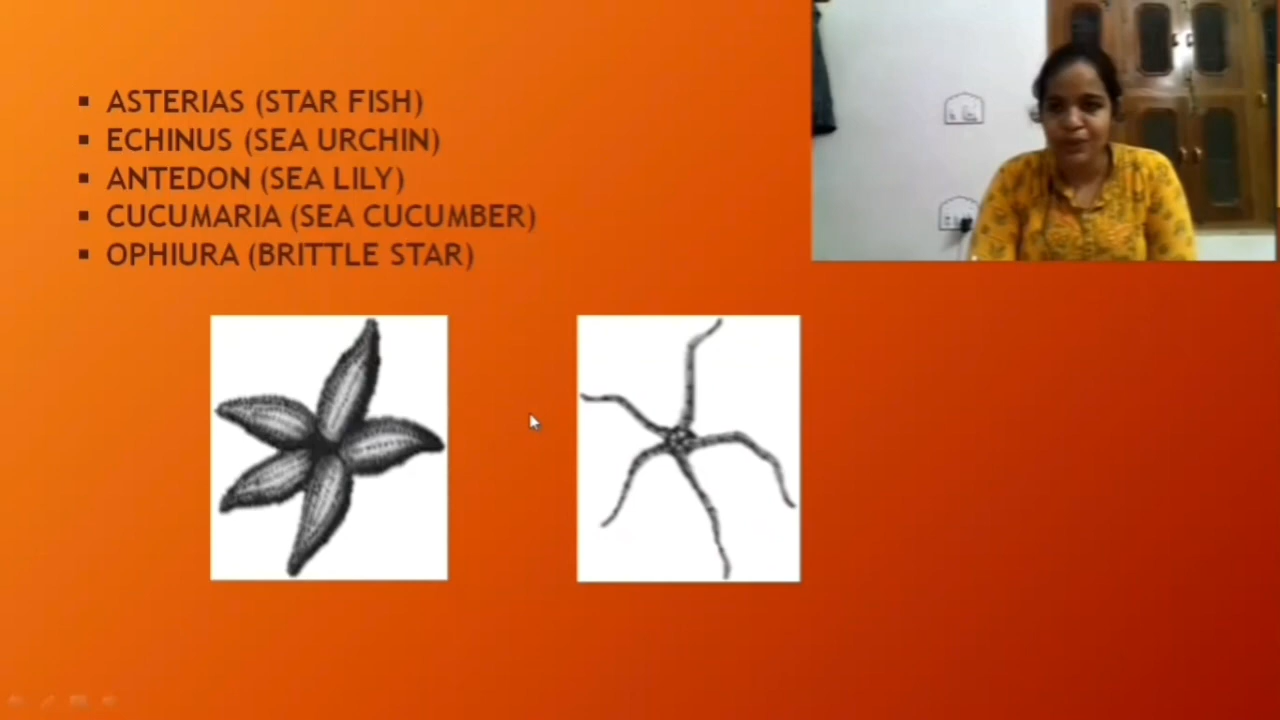 ▪ ASTERIAS (STAR FISH)
▪ ECHINUS (SEA URCHIN)
▪ ANTEDON (SEA LILY)
▪ CUCUMARIA (SEA CUCUMBER)
▪ OPHIURA (BRITTLE STAR)